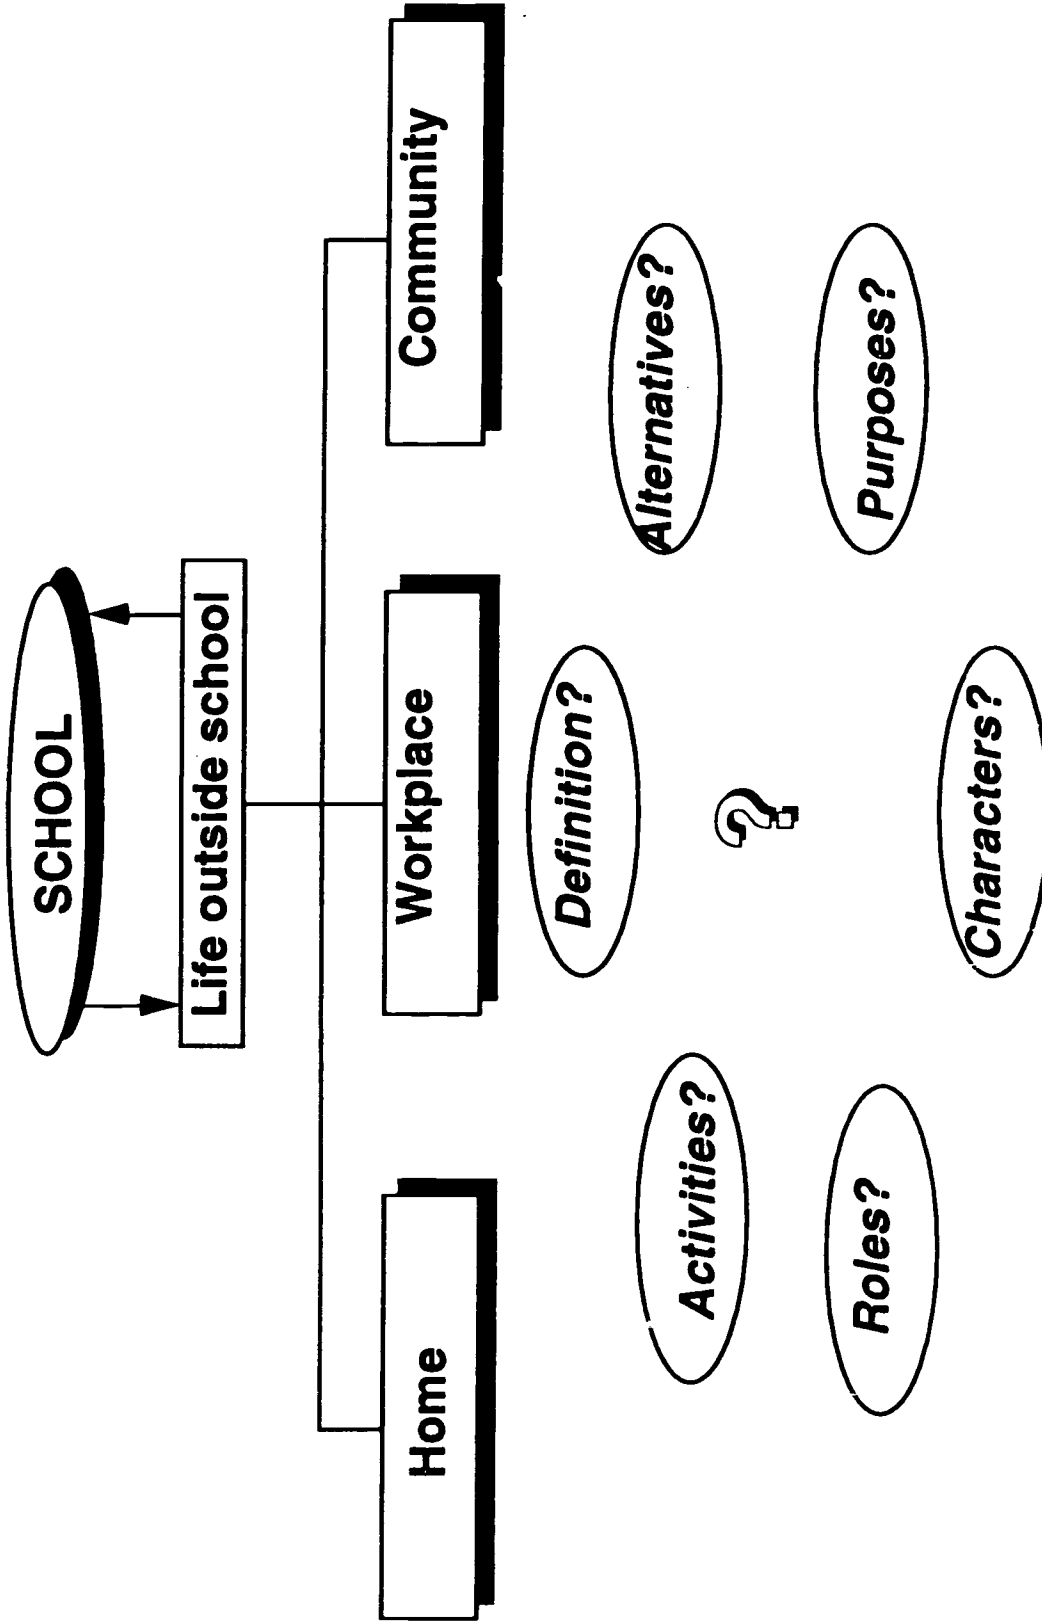 SCHOOL
Life outside school
Home
Workplace
Community
Definition?
Activities?
Alternatives?
?
Roles?
Purposes?
Characters?